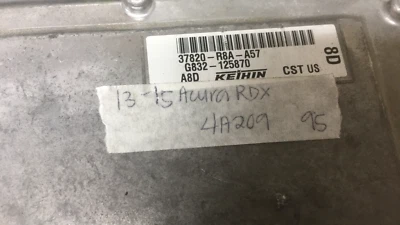 37820-R8A-A57
G832-125870
A8D KEIHIN CST US
8D
13-15 Acura RDX
4A209 95